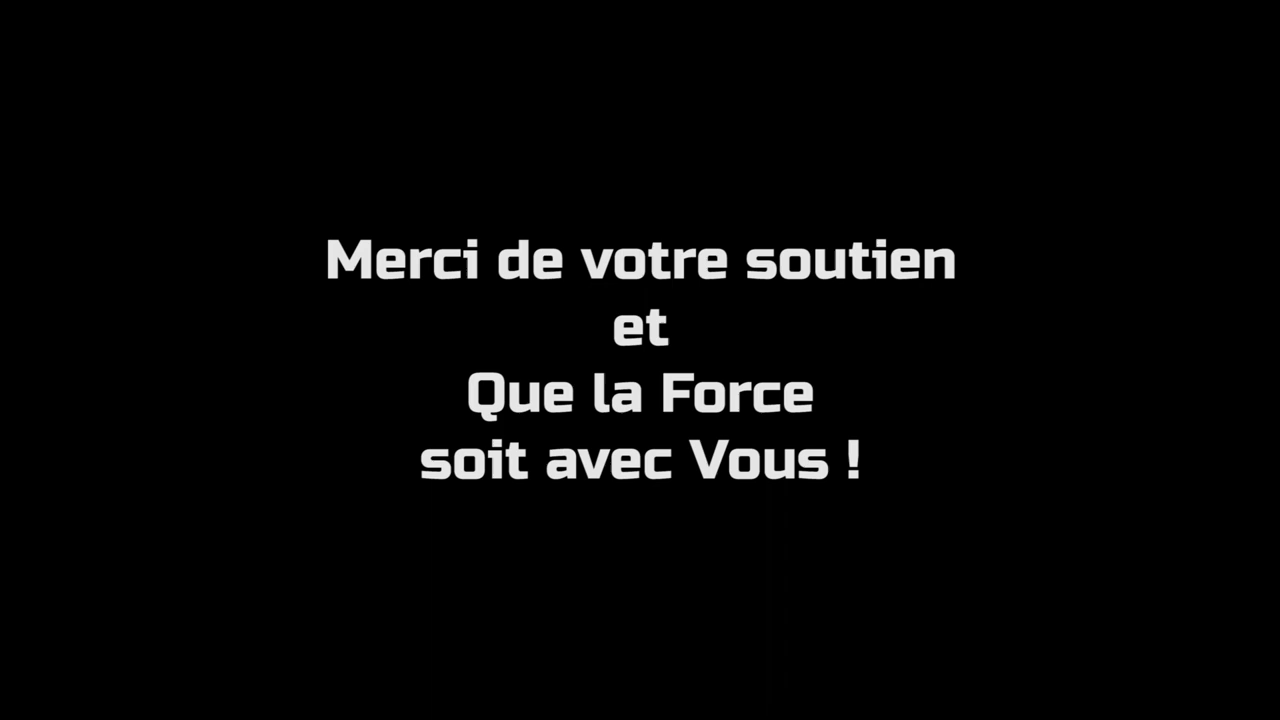 Merci de votre soutien
et
Que la Force
soit avec Vous !